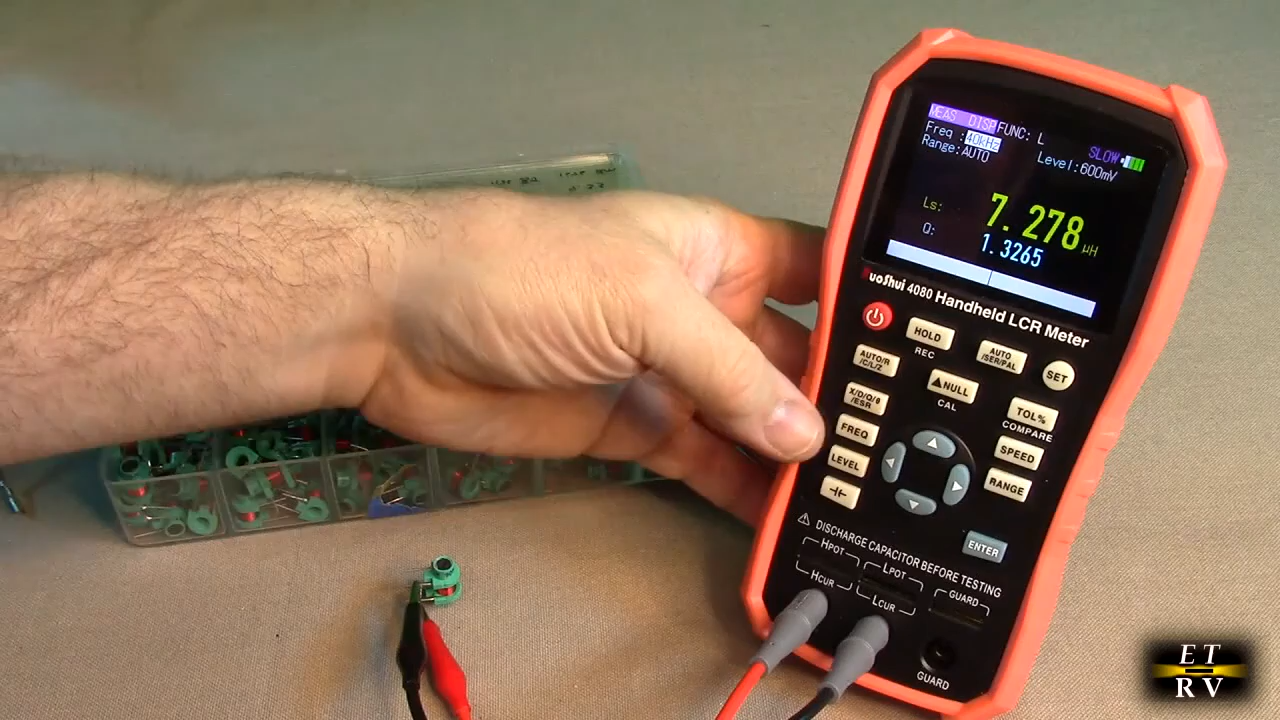 MEAS DISP FUNC: L
Freq :40kHz
SLOW
Range:AUTO
Level:600mV
Ls: 7.278 μH
Q: 1.3265
uoShui 4080 Handheld LCR Meter
HOLD
REC
AUTO
/SER/PAL
SET
AUTO/R
/C/L/Z
▲NULL
CAL
X/D/Q/θ
/ESR
TOL%
COMPARE
FREQ
SPEED
LEVEL
RANGE
ENTER
⚠ DISCHARGE CAPACITOR BEFORE TESTING
HPOT
LPOT
GUARD
HCUR
LCUR
GUARD
ET
RV